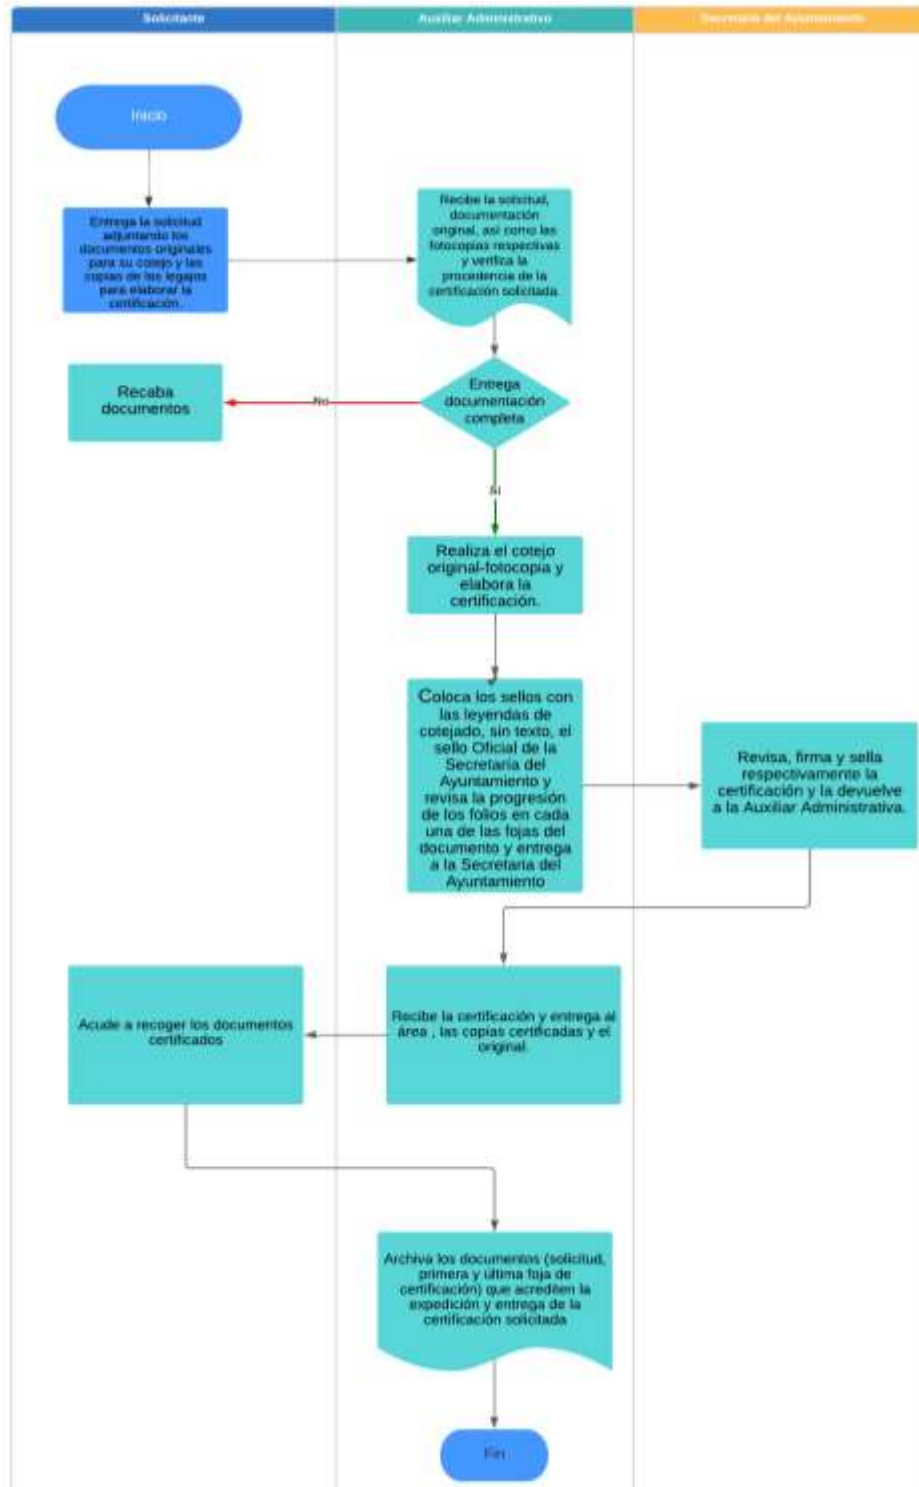 Solicitante
Auxiliar Administrativo
Secretaría del Ayuntamiento
Inicio
Entrega la solicitud
adjuntando los
documentos originales
para su cotejo y las
copias de los legajos
para elaborar la
certificación.
Recibe la solicitud,
documentación
original, así como las
fotocopias respectivas
y verifica la
procedencia de la
certificación solicitada.
Entrega
documentación
completa
No
Recaba
documentos
Sí
Realiza el cotejo
original-fotocopia y
elabora la
certificación.
Coloca los sellos con
las leyendas de
cotejado, sin texto, el
sello Oficial de la
Secretaría del
Ayuntamiento y
revisa la progresión
de los folios en cada
una de las fojas del
documento y entrega
a la Secretaría del
Ayuntamiento
Revisa, firma y sella
respectivamente la
certificación y la devuelve
a la Auxiliar Administrativa.
Recibe la certificación y entrega al
área , las copias certificadas y el
original.
Acude a recoger los documentos
certificados
Archiva los documentos (solicitud,
primera y última foja de
certificación) que acrediten la
expedición y entrega de la
certificación solicitada
Fin